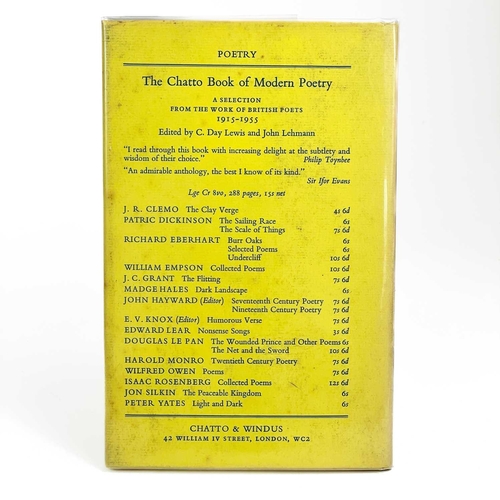 POETRY
The Chatto Book of Modern Poetry
A SELECTION
FROM THE WORK OF BRITISH POETS
1915-1955
Edited by C. Day Lewis and John Lehmann
"I read through this book with increasing delight at the subtlety and
wisdom of their choice." Philip Toynbee
"An admirable anthology, the best I know of its kind."
Sir Ifor Evans
Lge Cr 8vo, 288 pages, 15s net
J. R. CLEMO The Clay Verge 4s 6d
PATRIC DICKINSON The Sailing Race 6s
The Scale of Things 7s 6d
RICHARD EBERHART Burr Oaks 6s
Selected Poems 6s
Undercliff 10s 6d
WILLIAM EMPSON Collected Poems 10s 6d
J. C. GRANT The Flitting 7s 6d
MADGE HALES Dark Landscape 6s
JOHN HAYWARD (Editor) Seventeenth Century Poetry 7s 6d
Nineteenth Century Poetry 7s 6d
E. V. KNOX (Editor) Humorous Verse 7s 6d
EDWARD LEAR Nonsense Songs 3s 6d
DOUGLAS LE PAN The Wounded Prince and Other Poems 6s
The Net and the Sword 10s 6d
HAROLD MONRO Twentieth Century Poetry 7s 6d
WILFRED OWEN Poems 7s 6d
ISAAC ROSENBERG Collected Poems 12s 6d
JON SILKIN The Peaceable Kingdom 6s
PETER YATES Light and Dark 6s
CHATTO & WINDUS
42 WILLIAM IV STREET, LONDON, WC2